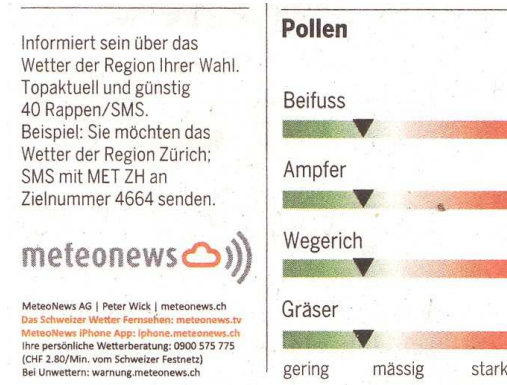 Informiert sein über das
Wetter der Region Ihrer Wahl.
Topaktuell und günstig
40 Rappen/SMS.
Beispiel: Sie möchten das
Wetter der Region Zürich;
SMS mit MET ZH an
Zielnummer 4664 senden.
meteonews
MeteoNews AG | Peter Wick | meteonews.ch
Das Schweizer Wetter Fernsehen: meteonews.tv
MeteoNews iPhone App: iphone.meteonews.ch
Ihre persönliche Wetterberatung: 0900 575 775
(CHF 2.80/Min. vom Schweizer Festnetz)
Bei Unwettern: warnung.meteonews.ch
Pollen
Beifuss
Ampfer
Wegerich
Gräser
gering mässig stark